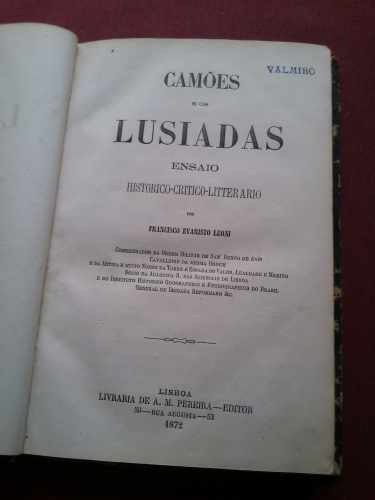 VALMIRO
CAMÕES
E OS
LUSIADAS
ENSAIO
HISTORICO-CRITICO-LITTERARIO
POR
FRANCISCO EVARISTO LEONI
COMMENDADOR DA ORDEM MILITAR DE SAN' BENTO DE AVIS
CAVALLEIRO DA MESMA ORDEM
E DA ANTIGA E MUITO NOBRE DA TORRE E ESPADA DO VALOR, LEALDADE E MERITO
SOCIO DA ACADEMIA R. DAS SCIENCIAS DE LISBOA,
E DO INSTITUTO HISTORICO GEOGRAPHICO E ETHNOGRAPHICO DO BRASIL
GENERAL DE BRIGADA REFORMADO &C.
LISBOA
LIVRARIA DE A. M. PEREIRA—EDITOR
50—RUA AUGUSTA—52
1872